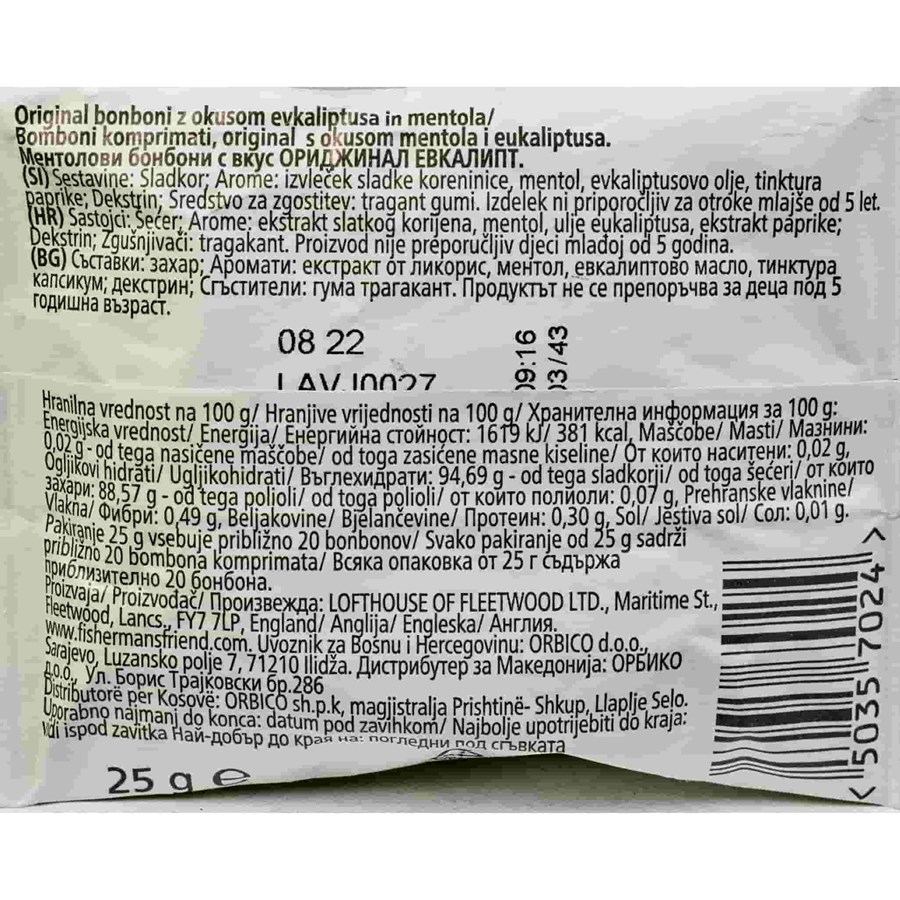 Original bonboni z okusom evkaliptusa in mentola/
Bomboni komprimati, original s okusom mentola i eukaliptusa.
Ментолови бонбони с вкус ОРИДЖИНАЛ ЕВКАЛИПТ.
(SI) Sestavine: Sladkor; Arome: izvleček sladke koreninice, mentol, evkaliptusovo olje, tinktura
paprike; Dekstrin; Sredstvo za zgostitev: tragant gumi. Izdelek ni priporočljiv za otroke mlajše od 5 let.
(HR) Sastojci: Šećer; Arome: ekstrakt slatkog korijena, mentol, ulje eukaliptusa, ekstrakt paprike;
Dekstrin; Zgušnjivači: tragakant. Proizvod nije preporučljiv djeci mlađoj od 5 godina.
(BG) Съставки: захар; Аромати: екстракт от ликорис, ментол, евкалиптово масло, тинктура
капсикум; декстрин; Сгъстители: гума трагакант. Продуктът не се препоръчва за деца под 5
годишна възраст.
08 22
09:16
03/43
LAVJ0027
Hranilna vrednost na 100 g/ Hranjive vrijednosti na 100 g/ Хранителна информация за 100 g:
Energijska vrednost/ Energija/ Енергийна стойност: 1619 kJ/ 381 kcal, Maščobe/ Masti/ Мазнини:
0,02 g - od tega nasičene maščobe/ od toga zasićene masne kiseline/ От които наситени: 0,02 g,
Ogljikovi hidrati/ Ugljikohidrati/ Въглехидрати: 94,69 g - od tega sladkorji/ od toga šećeri/ от които
захари: 88,57 g - od tega polioli/ od toga polioli/ от които полиоли: 0,07 g, Prehranske vlaknine/
Vlakna/ Фибри: 0,49 g, Beljakovine/ Bjelančevine/ Протеин: 0,30 g, Sol/ Jestiva sol/ Сол: 0,01 g.
Pakiranje 25 g vsebuje približno 20 bonbonov/ Svako pakiranje od 25 g sadrži
približno 20 bombona komprimata/ Всяка опаковка от 25 г съдържа
приблизително 20 бонбона.
Proizvaja/ Proizvođač/ Произвежда: LOFTHOUSE OF FLEETWOOD LTD., Maritime St.,
Fleetwood, Lancs., FY7 7LP, England/ Anglija/ Engleska/ Англия.
www.fishermansfriend.com. Uvoznik za Bosnu i Hercegovinu: ORBICO d.o.o.,
Sarajevo, Luzansko polje 7, 71210 Ilidža. Дистрибутер за Македонија: ОРБИКО
д.о.о, Ул. Борис Трајковски бр.286
Distributorë per Kosovë: ORBICO sh.p.k, magjistralja Prishtinë- Shkup, Llaplje Selo.
Uporabno najmanj do konca: datum pod zavihkom/ Najbolje upotrijebiti do kraja:
vidi ispod zavitka Най-добър до края на: погледни под сгъвката
25 g e
5035 7024